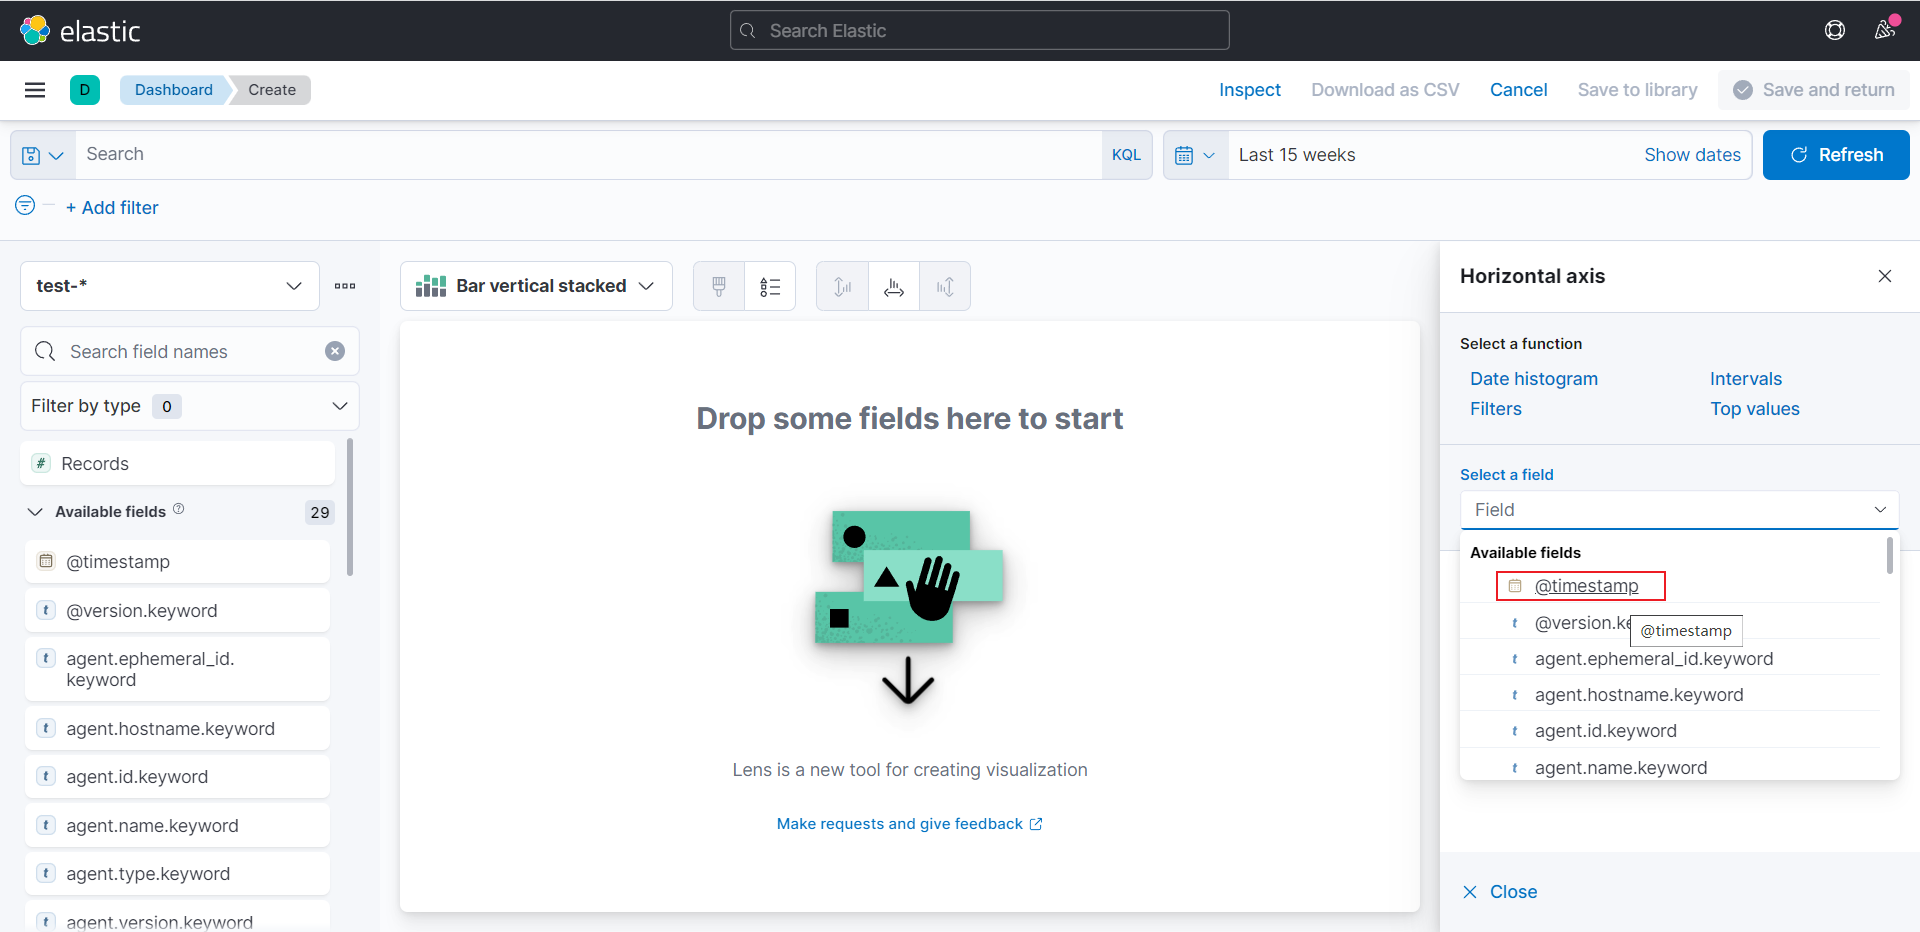 elastic
Search Elastic
D
Dashboard
Create
Inspect
Download as CSV
Cancel
Save to library
Save and return
Search
KQL
Last 15 weeks
Show dates
Refresh
+ Add filter
test-*
Search field names
Filter by type 0
# Records
Available fields ?
29
@timestamp
t @version.keyword
t agent.ephemeral_id.
keyword
t agent.hostname.keyword
t agent.id.keyword
t agent.name.keyword
t agent.type.keyword
t agent.version.keyword
Bar vertical stacked
Drop some fields here to start
Lens is a new tool for creating visualization
Make requests and give feedback
Horizontal axis
Select a function
Date histogram
Intervals
Filters
Top values
Select a field
Field
Available fields
@timestamp
t @version.ke
@timestamp
t agent.ephemeral_id.keyword
t agent.hostname.keyword
t agent.id.keyword
t agent.name.keyword
Close